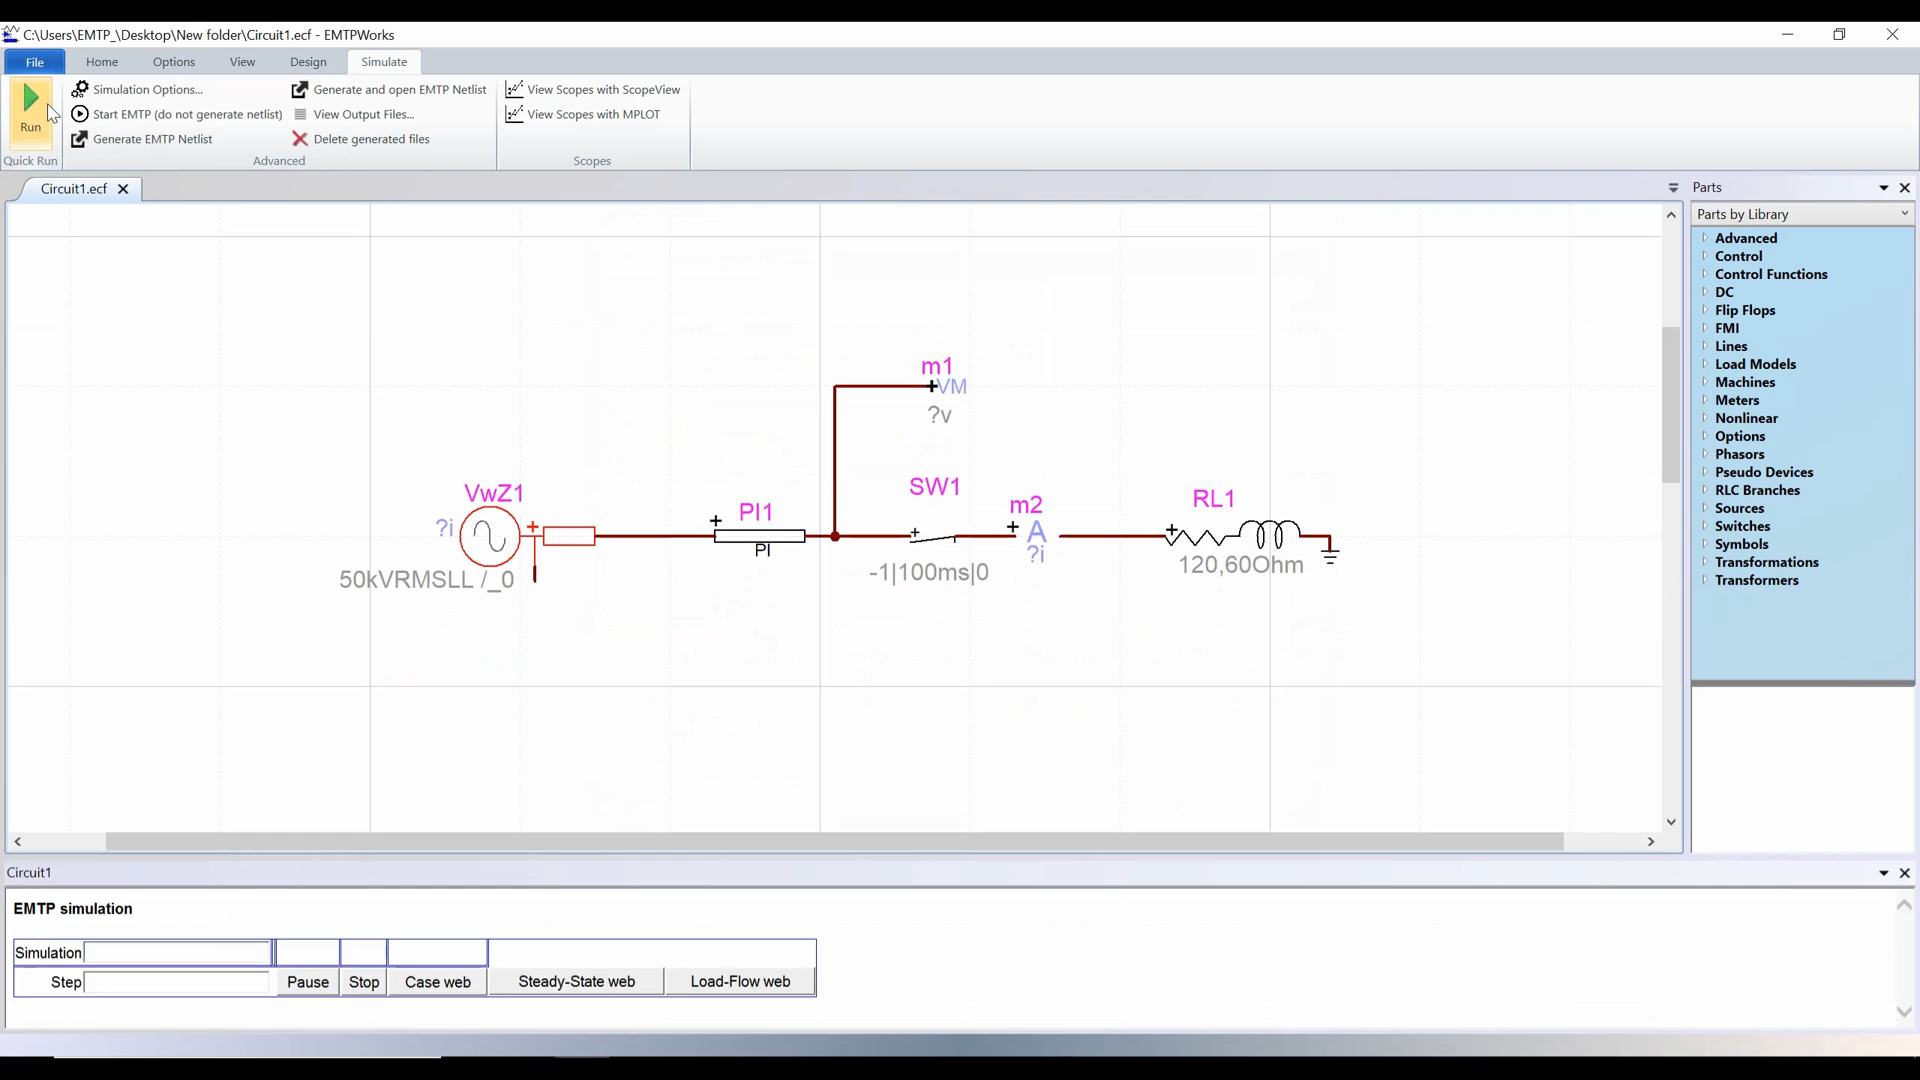 C:\Users\EMTP_\Desktop\New folder\Circuit1.ecf - EMTPWorks
File Home Options View Design Simulate
Run
Quick Run
Simulation Options...
Start EMTP (do not generate netlist)
Generate EMTP Netlist
Generate and open EMTP Netlist
View Output Files...
Delete generated files
Advanced
View Scopes with ScopeView
View Scopes with MPLOT
Scopes
Circuit1.ecf
Parts
Parts by Library
Advanced
Control
Control Functions
DC
Flip Flops
FMI
Lines
Load Models
Machines
Meters
Nonlinear
Options
Phasors
Pseudo Devices
RLC Branches
Sources
Switches
Symbols
Transformations
Transformers
m1
+VM
?v
VwZ1
?i
+
50kVRMSLL /_0
PI1
+
PI
SW1
+
-1|100ms|0
m2
+
A
?i
RL1
+
120,60Ohm
Circuit1
EMTP simulation
Simulation
Step Pause Stop Case web Steady-State web Load-Flow web